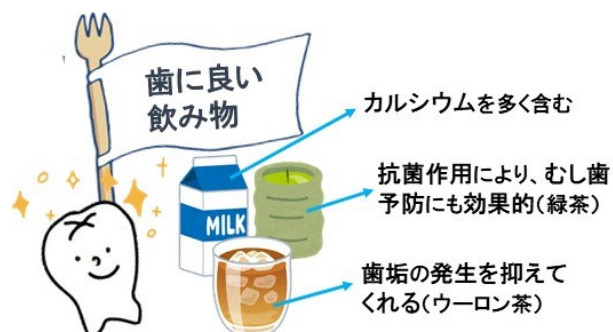 歯に良い
飲み物
カルシウムを多く含む
抗菌作用により、むし歯
予防にも効果的(緑茶)
MILK
歯垢の発生を抑えて
くれる(ウーロン茶)